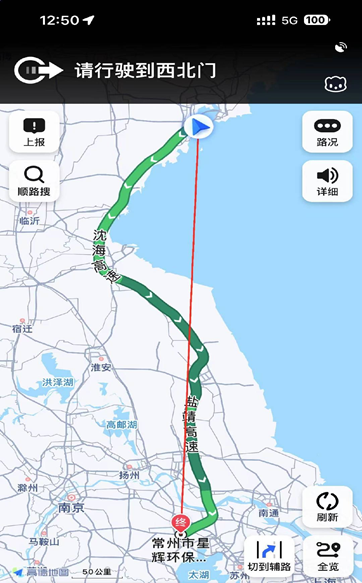 12:50
5G 100
请行驶到西北门
上报
路况
顺路搜
详细
临沂
沈海高速
宿迁
淮安
洪泽湖
高邮湖
盐靖高速
扬州
滁州
南京
南通
终
刷新
常州市星
辉环保...
马鞍山
苏州
太湖
高德地图
50公里
切到辅路
全览